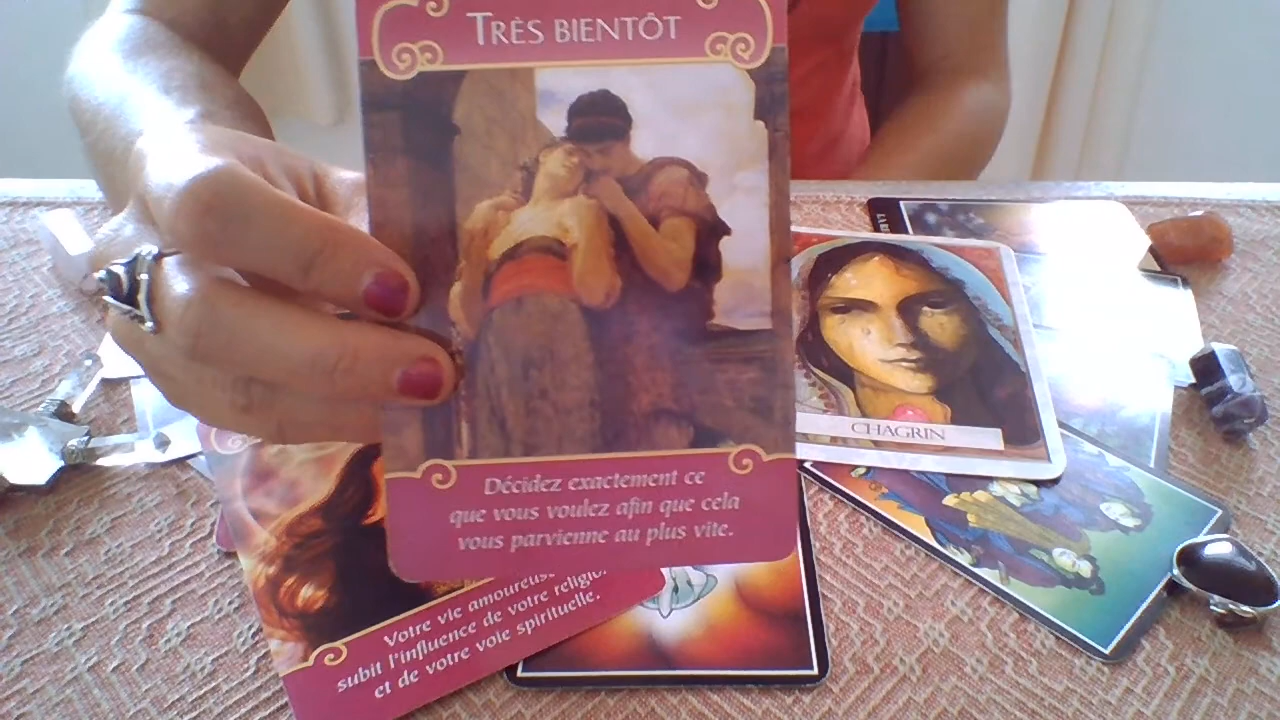 TRÈS BIENTÔT
Décidez exactement ce
que vous voulez afin que cela
vous parvienne au plus vite.
CHAGRIN
Votre vie amoureuse
subit l'influence de votre religion
et de votre voie spirituelle.